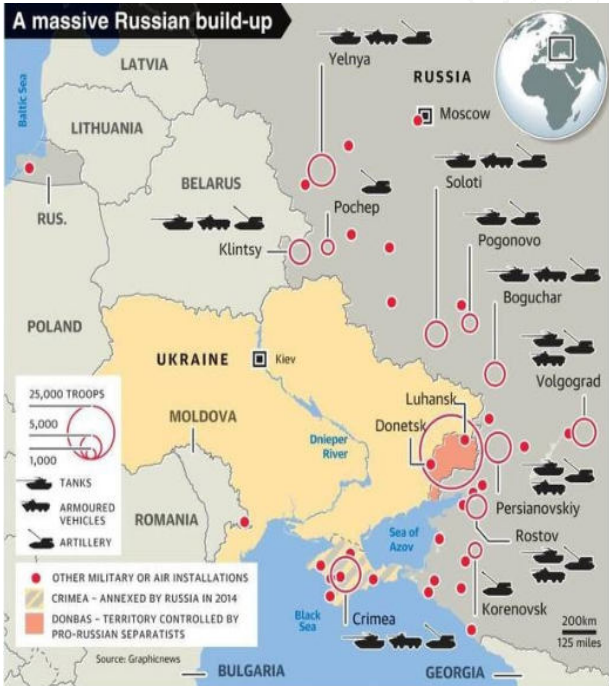 A massive Russian build-up
LATVIA
Yelnya
RUSSIA
Baltic Sea
Moscow
LITHUANIA
Soloti
BELARUS
RUS.
Pochep
Pogonovo
Klintsy
Boguchar
POLAND
UKRAINE
Kiev
Volgograd
25,000 TROOPS
5,000
1,000
Luhansk
MOLDOVA
Donetsk
Dnieper
River
TANKS
ARMOURED
VEHICLES
ARTILLERY
Persianovskiy
ROMANIA
Sea of
Azov
Rostov
OTHER MILITARY OR AIR INSTALLATIONS
CRIMEA – ANNEXED BY RUSSIA IN 2014
DONBAS – TERRITORY CONTROLLED BY
PRO-RUSSIAN SEPARATISTS
Black
Sea
Crimea
Korenovsk
200km
125 miles
Source: Graphicnews
BULGARIA
GEORGIA